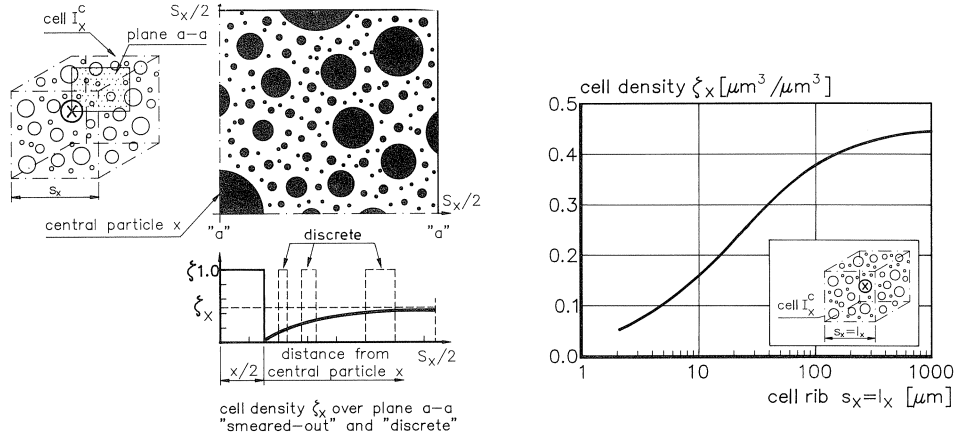 cell I_x^c
plane a-a
S_x/2
S_x/2
s_x
central particle x
"a"
"a"
discrete
ζ 1.0
ζ_x
x/2
distance from
central particle x
S_x/2
cell density ζ_x over plane a-a
"smeared-out" and "discrete"
cell density ζ_x [μm³/μm³]
0.5
0.4
0.3
0.2
0.1
0.0
cell I_x^c
s_x=l_x
1
10
100
1000
cell rib s_x=l_x [μm]